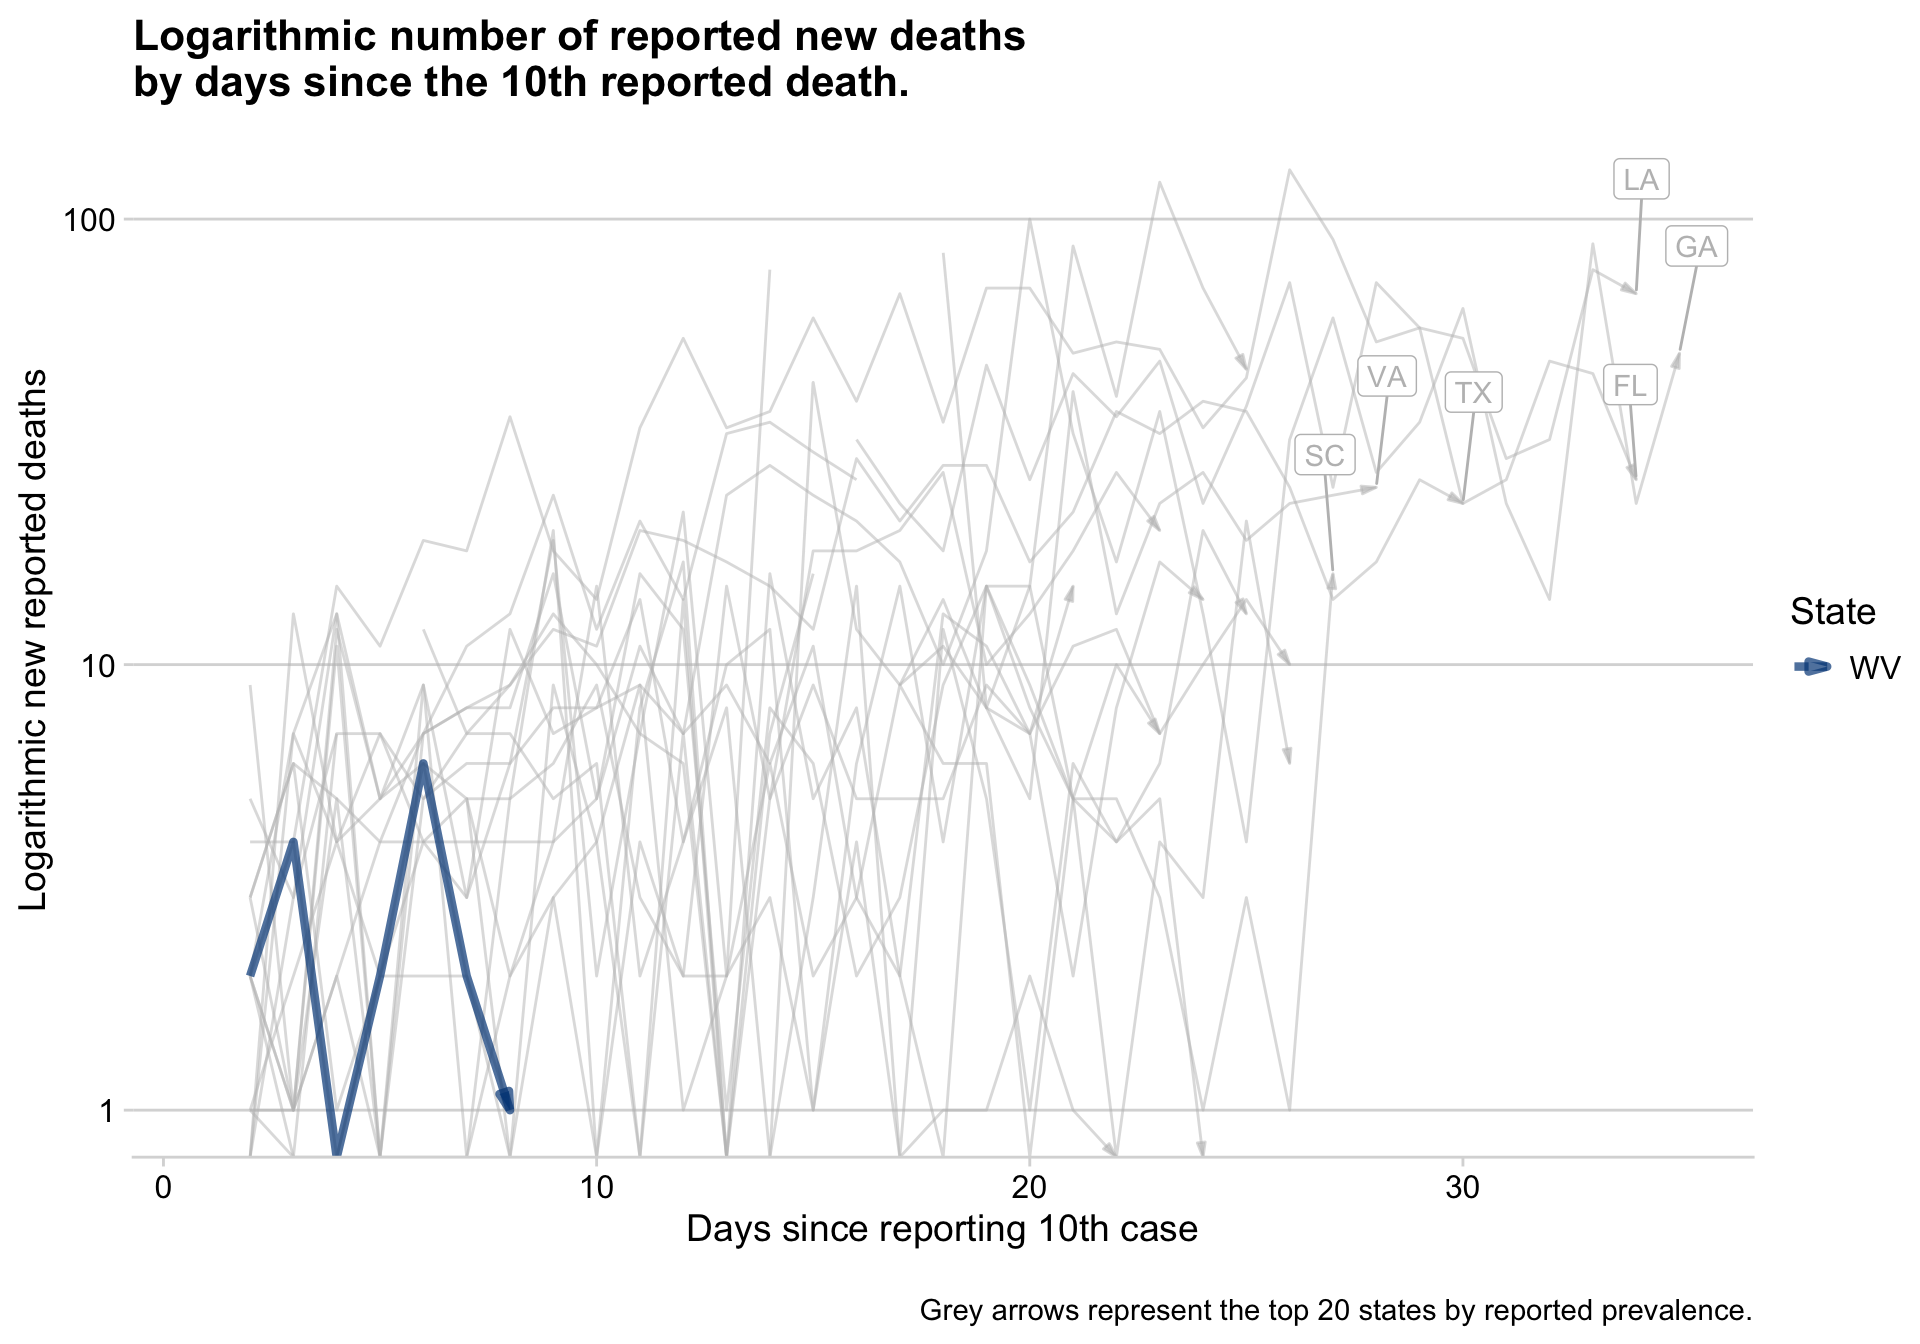 Logarithmic number of reported new deaths
by days since the 10th reported death.
Logarithmic new reported deaths
100
10
1
LA
GA
VA
TX
FL
SC
State
WV
0
10
20
30
Days since reporting 10th case
Grey arrows represent the top 20 states by reported prevalence.